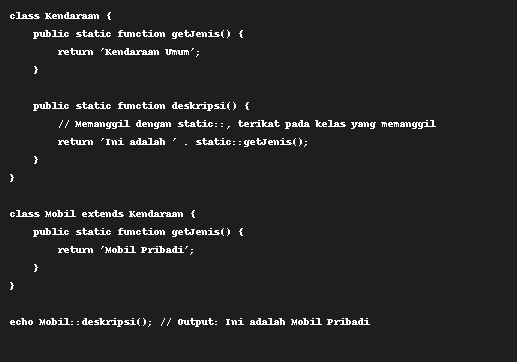 class Kendaraan {
    public static function getJenis() {
        return 'Kendaraan Umum';
    }

    public static function deskripsi() {
        // Memanggil dengan static::, terikat pada kelas yang memanggil
        return 'Ini adalah ' . static::getJenis();
    }
}

class Mobil extends Kendaraan {
    public static function getJenis() {
        return 'Mobil Pribadi';
    }
}

echo Mobil::deskripsi(); // Output: Ini adalah Mobil Pribadi